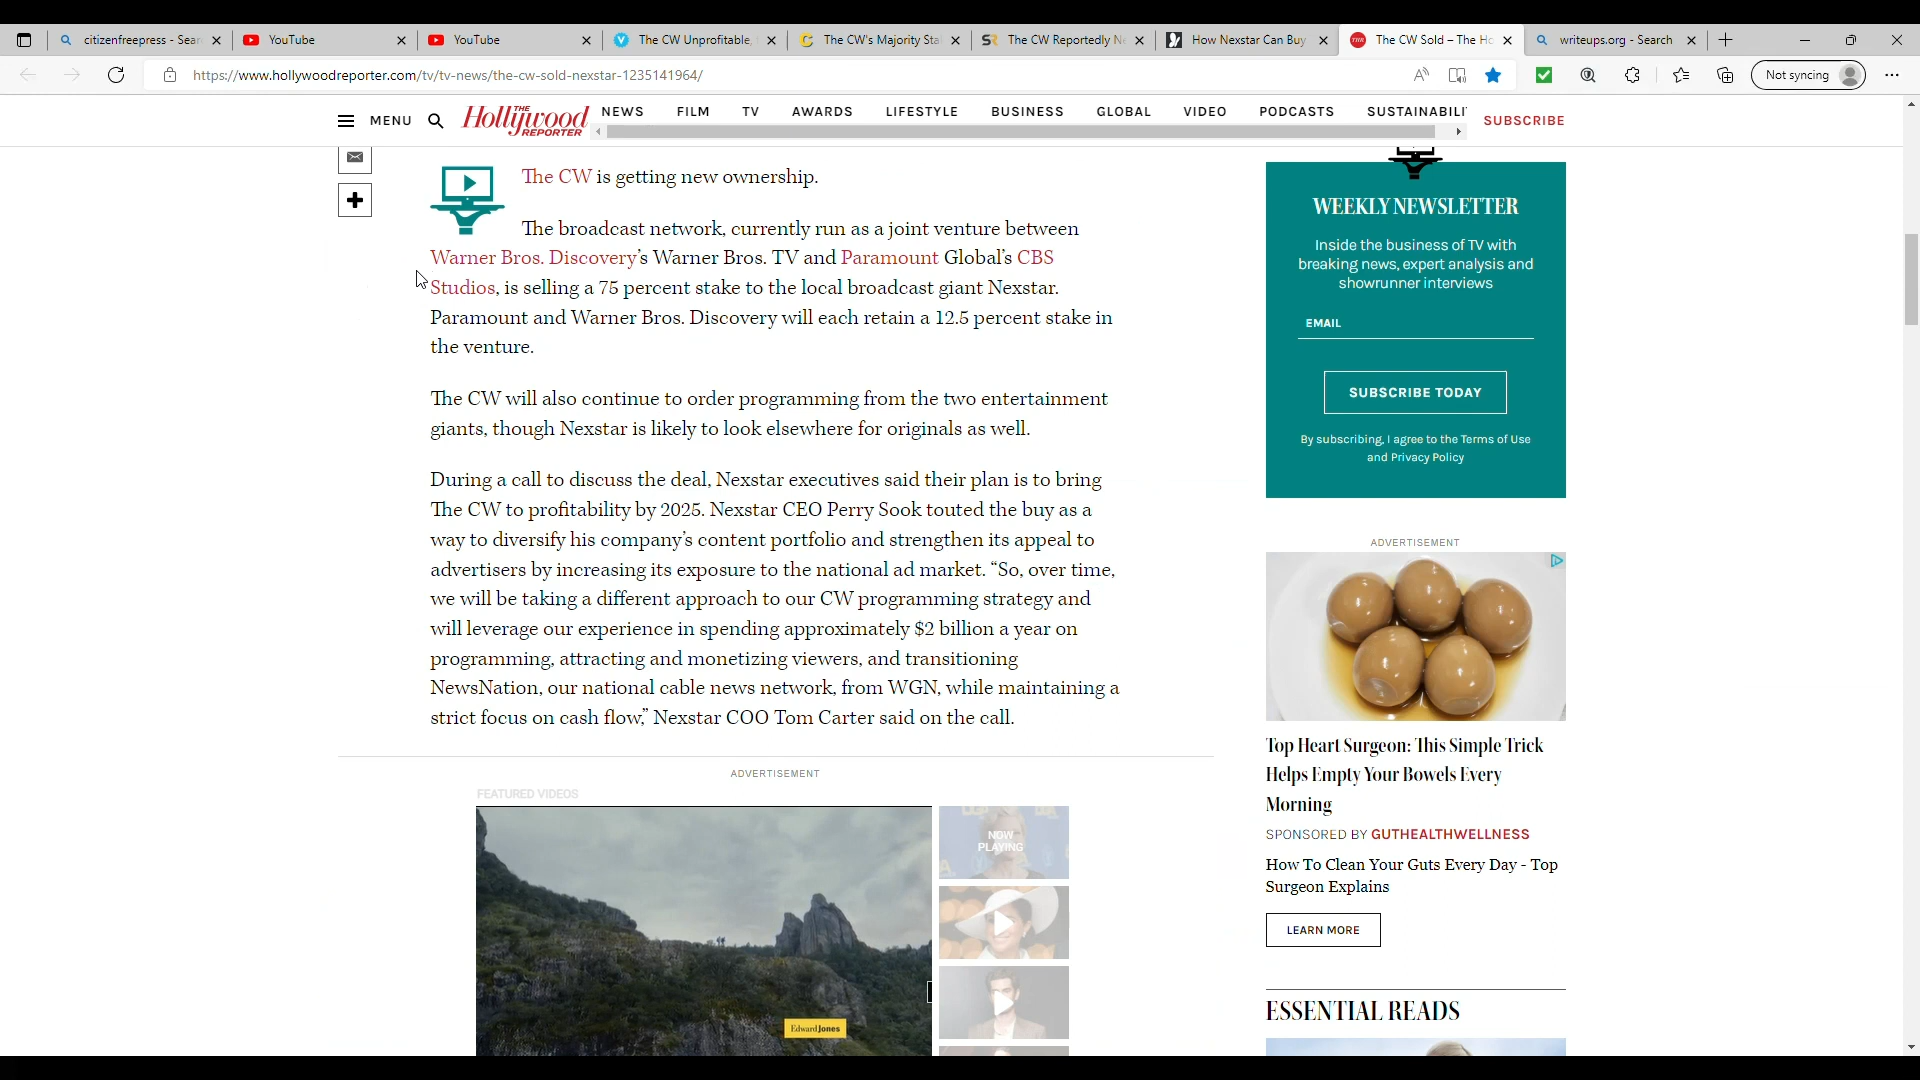 citizenfreepress - Sear
YouTube
YouTube
The CW Unprofitable,
The CW's Majority Sta
The CW Reportedly Ne
How Nexstar Can Buy
The CW Sold – The Ho
writeups.org - Search
https://www.hollywoodreporter.com/tv/tv-news/the-cw-sold-nexstar-1235141964/
Not syncing
MENU
THE Hollywood REPORTER
NEWS FILM TV AWARDS LIFESTYLE BUSINESS GLOBAL VIDEO PODCASTS SUSTAINABILI
SUBSCRIBE
The CW is getting new ownership.
The broadcast network, currently run as a joint venture between
Warner Bros. Discovery's Warner Bros. TV and Paramount Global's CBS
Studios, is selling a 75 percent stake to the local broadcast giant Nexstar.
Paramount and Warner Bros. Discovery will each retain a 12.5 percent stake in
the venture.
The CW will also continue to order programming from the two entertainment
giants, though Nexstar is likely to look elsewhere for originals as well.
During a call to discuss the deal, Nexstar executives said their plan is to bring
The CW to profitability by 2025. Nexstar CEO Perry Sook touted the buy as a
way to diversify his company's content portfolio and strengthen its appeal to
advertisers by increasing its exposure to the national ad market. “So, over time,
we will be taking a different approach to our CW programming strategy and
will leverage our experience in spending approximately $2 billion a year on
programming, attracting and monetizing viewers, and transitioning
NewsNation, our national cable news network, from WGN, while maintaining a
strict focus on cash flow,” Nexstar COO Tom Carter said on the call.
ADVERTISEMENT
FEATURED VIDEOS
NOW
PLAYING
EdwardJones
WEEKLY NEWSLETTER
Inside the business of TV with
breaking news, expert analysis and
showrunner interviews
EMAIL
SUBSCRIBE TODAY
By subscribing, I agree to the Terms of Use
and Privacy Policy
ADVERTISEMENT
Top Heart Surgeon: This Simple Trick
Helps Empty Your Bowels Every
Morning
SPONSORED BY GUTHEALTHWELLNESS
How To Clean Your Guts Every Day - Top
Surgeon Explains
LEARN MORE
ESSENTIAL READS